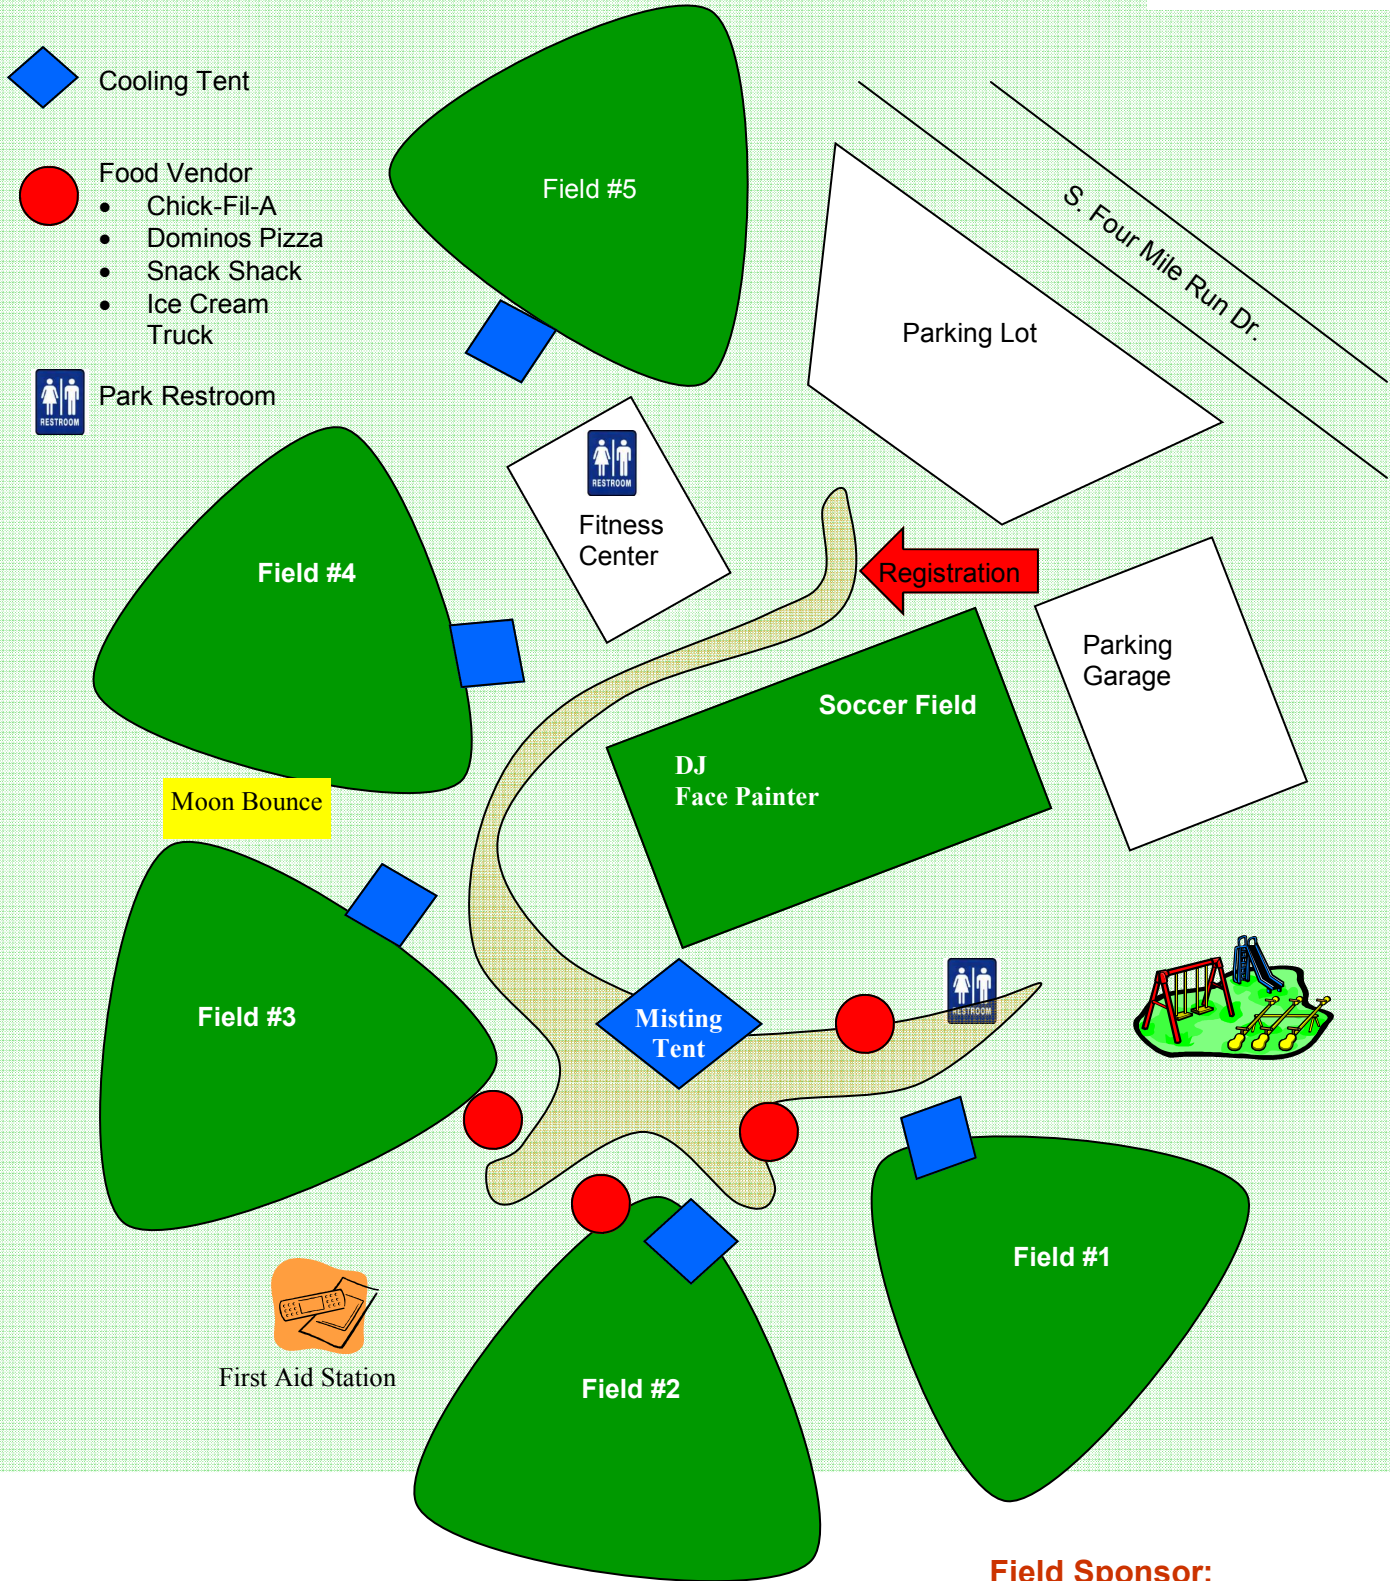 Cooling Tent
Food Vendor
• Chick-Fil-A
• Dominos Pizza
• Snack Shack
• Ice Cream
Truck
RESTROOM
Park Restroom
Field #5
S. Four Mile Run Dr.
Parking Lot
RESTROOM
Fitness
Center
Field #4
Registration
Parking
Garage
Soccer Field
DJ
Face Painter
Moon Bounce
Field #3
Misting
Tent
RESTROOM
Field #1
First Aid Station
Field #2
Field Sponsor: